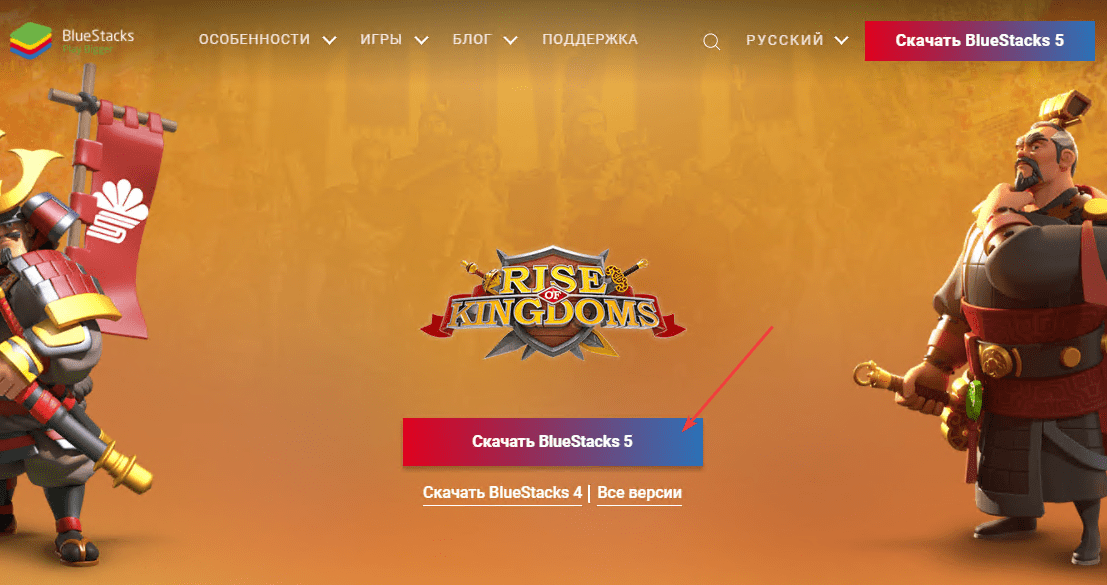 BlueStacks
Play Bigger
ОСОБЕННОСТИ
ИГРЫ
БЛОГ
ПОДДЕРЖКА
РУССКИЙ
Скачать BlueStacks 5
RISE
OF
KINGDOMS
Скачать BlueStacks 5
Скачать BlueStacks 4 | Все версии